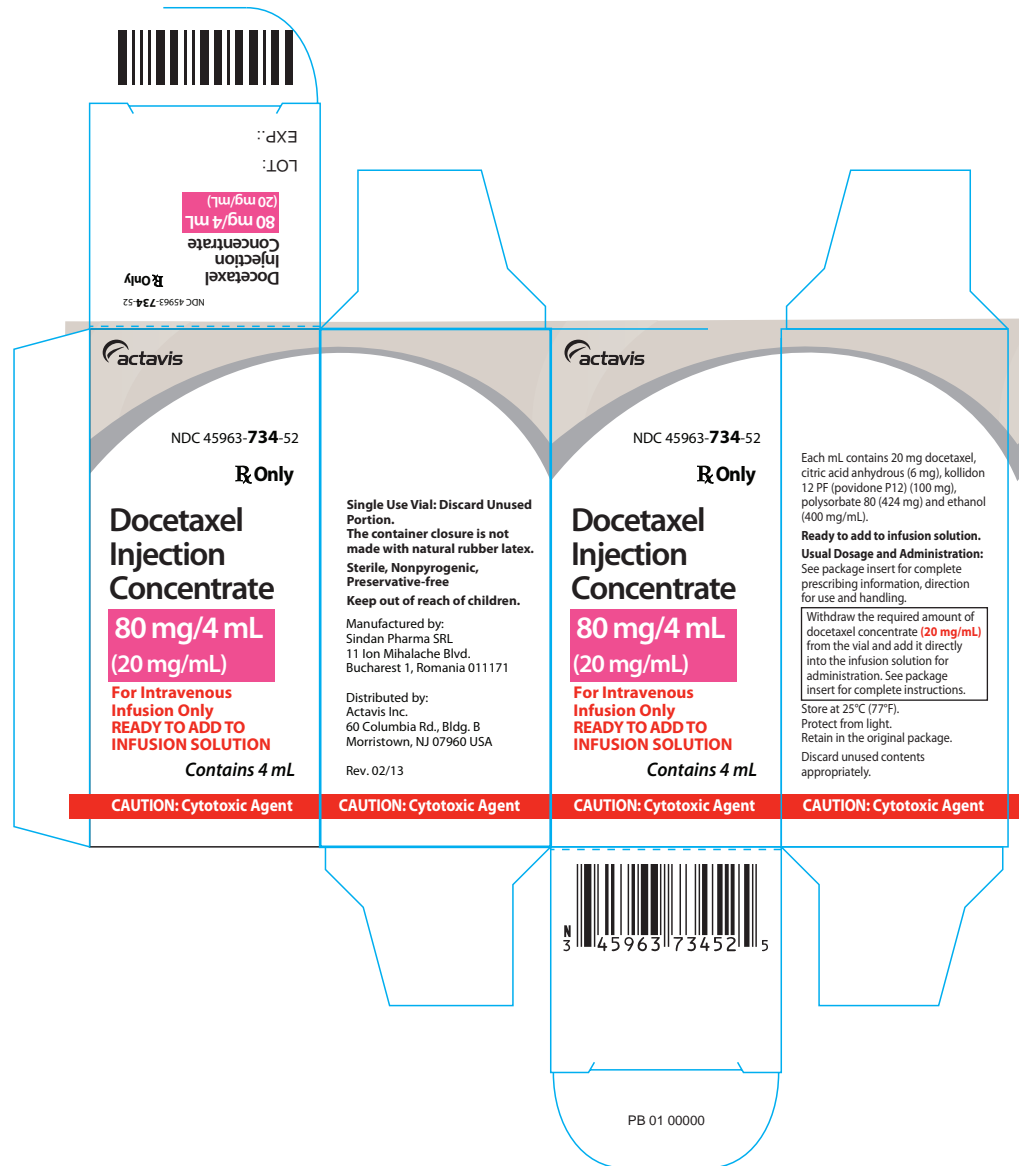 EXP.:
LOT:
80 mg/4 mL
(20 mg/mL)
Docetaxel
Injection
Concentrate
Rx Only
NDC 45963-734-52
actavis
NDC 45963-734-52
Rx Only
Docetaxel
Injection
Concentrate
80 mg/4 mL
(20 mg/mL)
For Intravenous
Infusion Only
READY TO ADD TO
INFUSION SOLUTION
Contains 4 mL
CAUTION: Cytotoxic Agent
Single Use Vial: Discard Unused
Portion.
The container closure is not
made with natural rubber latex.
Sterile, Nonpyrogenic,
Preservative-free
Keep out of reach of children.
Manufactured by:
Sindan Pharma SRL
11 Ion Mihalache Blvd.
Bucharest 1, Romania 011171
Distributed by:
Actavis Inc.
60 Columbia Rd., Bldg. B
Morristown, NJ 07960 USA
Rev. 02/13
CAUTION: Cytotoxic Agent
actavis
NDC 45963-734-52
Rx Only
Docetaxel
Injection
Concentrate
80 mg/4 mL
(20 mg/mL)
For Intravenous
Infusion Only
READY TO ADD TO
INFUSION SOLUTION
Contains 4 mL
CAUTION: Cytotoxic Agent
Each mL contains 20 mg docetaxel,
citric acid anhydrous (6 mg), kollidon
12 PF (povidone P12) (100 mg),
polysorbate 80 (424 mg) and ethanol
(400 mg/mL).
Ready to add to infusion solution.
Usual Dosage and Administration:
See package insert for complete
prescribing information, direction
for use and handling.
Withdraw the required amount of
docetaxel concentrate (20 mg/mL)
from the vial and add it directly
into the infusion solution for
administration. See package
insert for complete instructions.
Store at 25°C (77°F).
Protect from light.
Retain in the original package.
Discard unused contents
appropriately.
CAUTION: Cytotoxic Agent
N
3 45963 73452 5
PB 01 00000